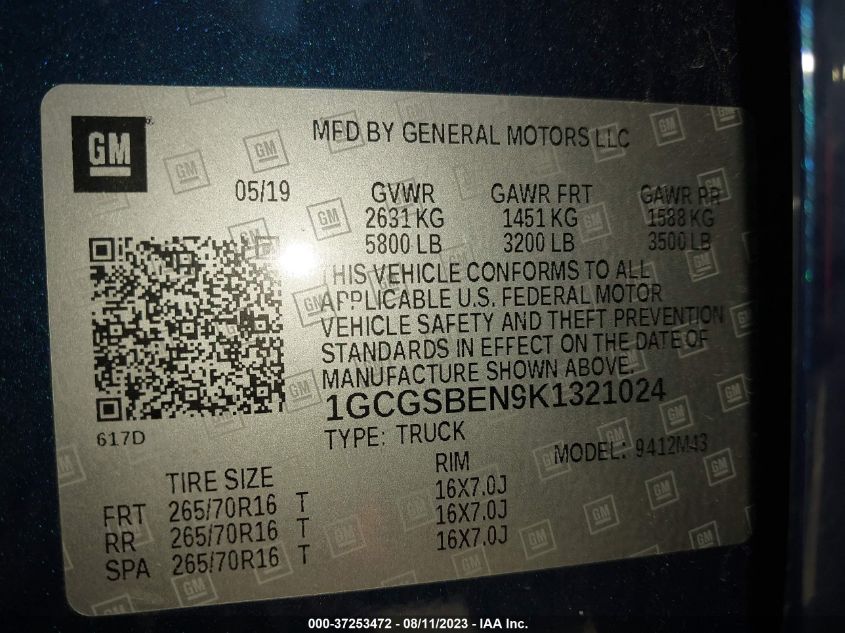 GM
MFD BY GENERAL MOTORS LLC
05/19 GVWR GAWR FRT GAWR RR
2631 KG 1451 KG 1588 KG
5800 LB 3200 LB 3500 LB
THIS VEHICLE CONFORMS TO ALL
APPLICABLE U.S. FEDERAL MOTOR
VEHICLE SAFETY AND THEFT PREVENTION
STANDARDS IN EFFECT ON THE DATE OF
MANUFACTURE SHOWN ABOVE.
1GCGSBEN9K1321024
617D
TYPE: TRUCK MODEL: 9412M43
TIRE SIZE RIM
FRT 265/70R16 T 16X7.0J
RR 265/70R16 T 16X7.0J
SPA 265/70R16 T 16X7.0J
000-37253472 - 08/11/2023 - IAA Inc.